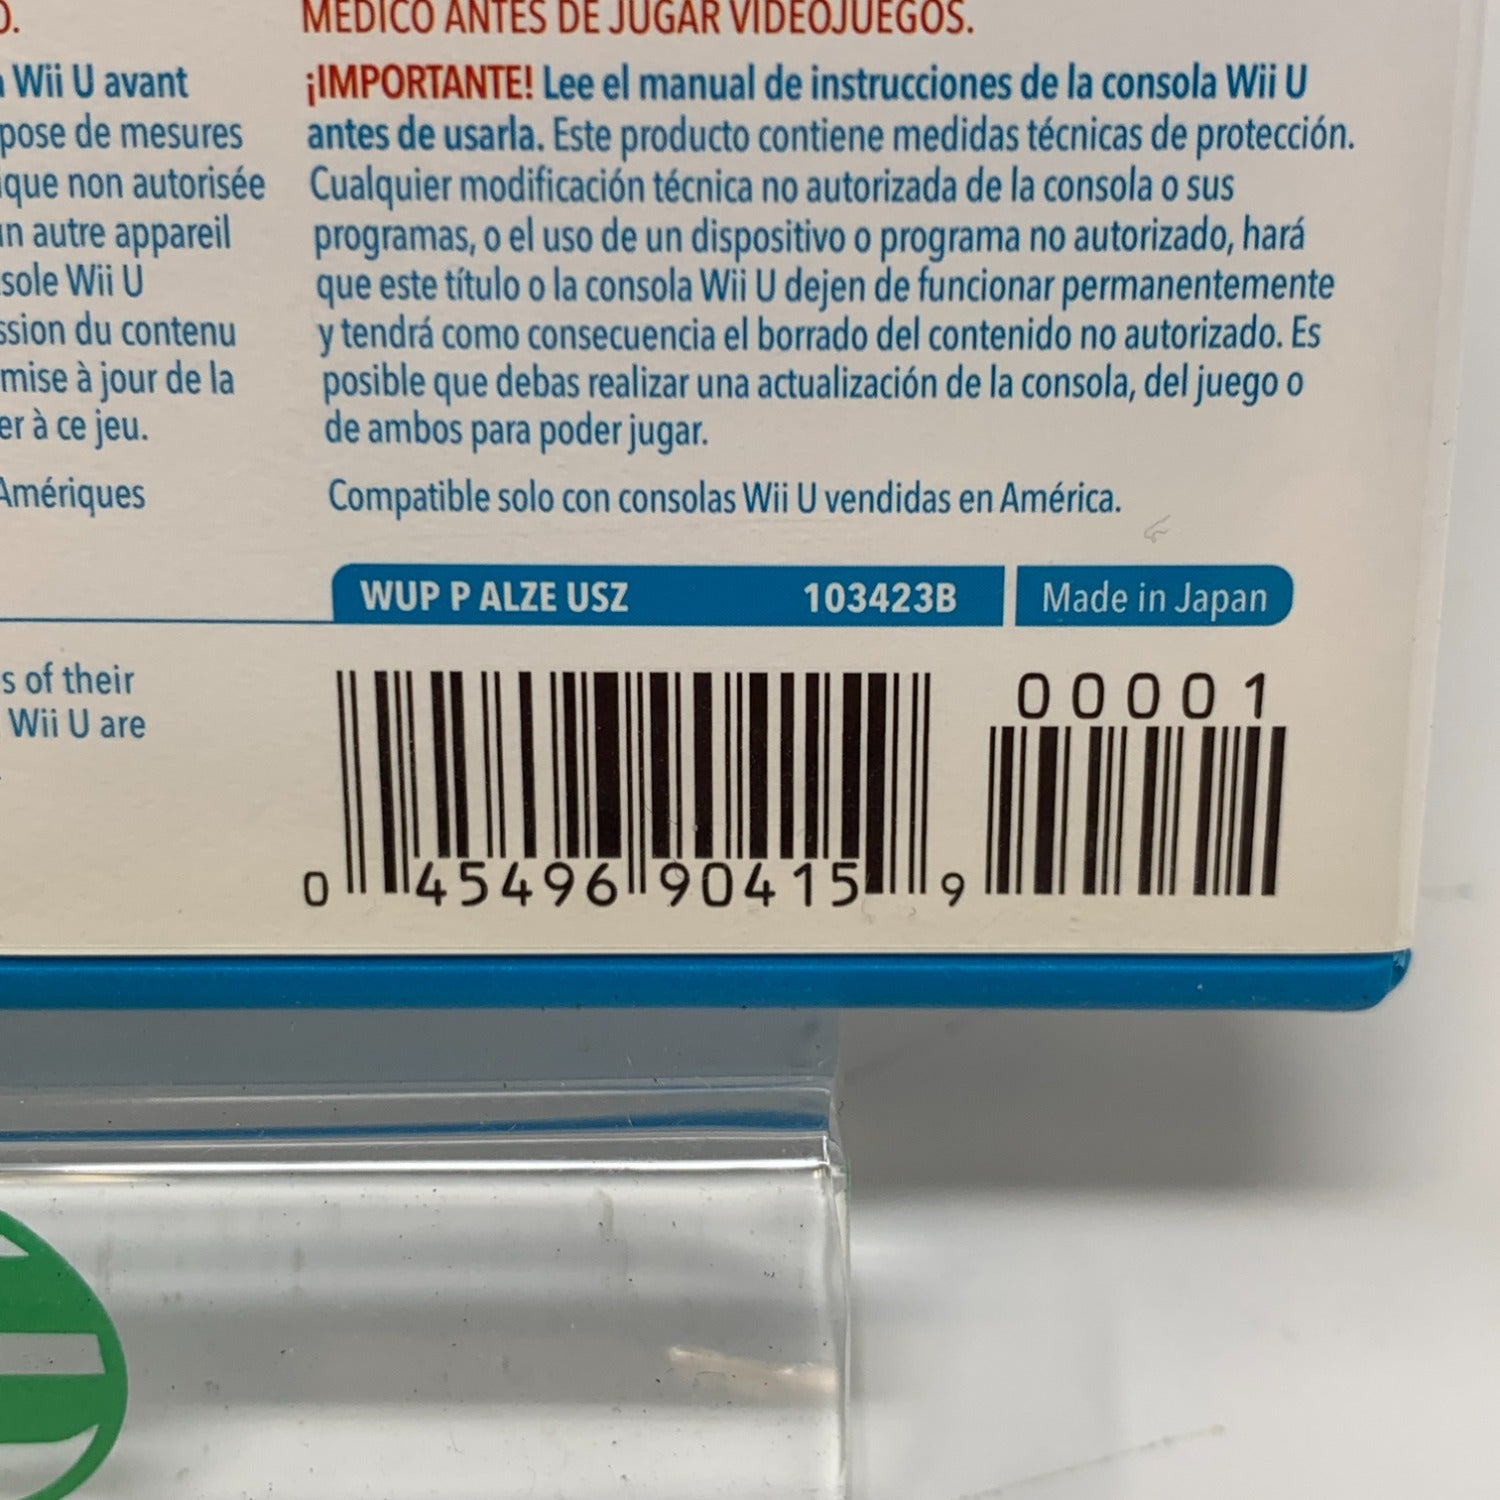 O.
Wii U avant
pose de mesures
ique non autorisée
un autre appareil
sole Wii U
ssion du contenu
mise à jour de la
er à ce jeu.
Amériques
MÉDICO ANTES DE JUGAR VIDEOJUEGOS.
¡IMPORTANTE! Lee el manual de instrucciones de la consola Wii U
antes de usarla. Este producto contiene medidas técnicas de protección.
Cualquier modificación técnica no autorizada de la consola o sus
programas, o el uso de un dispositivo o programa no autorizado, hará
que este título o la consola Wii U dejen de funcionar permanentemente
y tendrá como consecuencia el borrado del contenido no autorizado. Es
posible que debas realizar una actualización de la consola, del juego o
de ambos para poder jugar.
Compatible solo con consolas Wii U vendidas en América.
WUP P ALZE USZ 103423B Made in Japan
s of their
Wii U are
00001
0 45496 90415 9